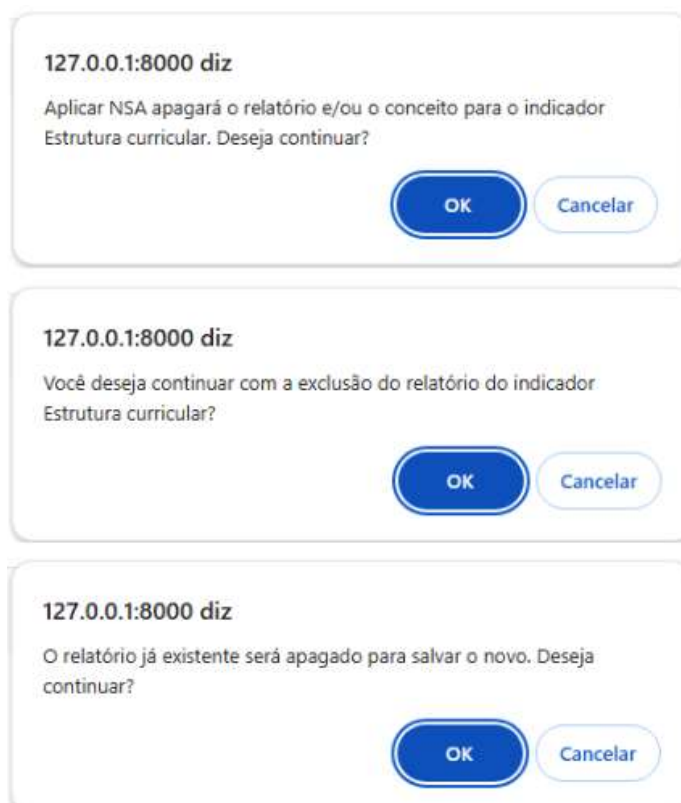 127.0.0.1:8000 diz
Aplicar NSA apagará o relatório e/ou o conceito para o indicador
Estrutura curricular. Deseja continuar?
OK
Cancelar
127.0.0.1:8000 diz
Você deseja continuar com a exclusão do relatório do indicador
Estrutura curricular?
OK
Cancelar
127.0.0.1:8000 diz
O relatório já existente será apagado para salvar o novo. Deseja
continuar?
OK
Cancelar